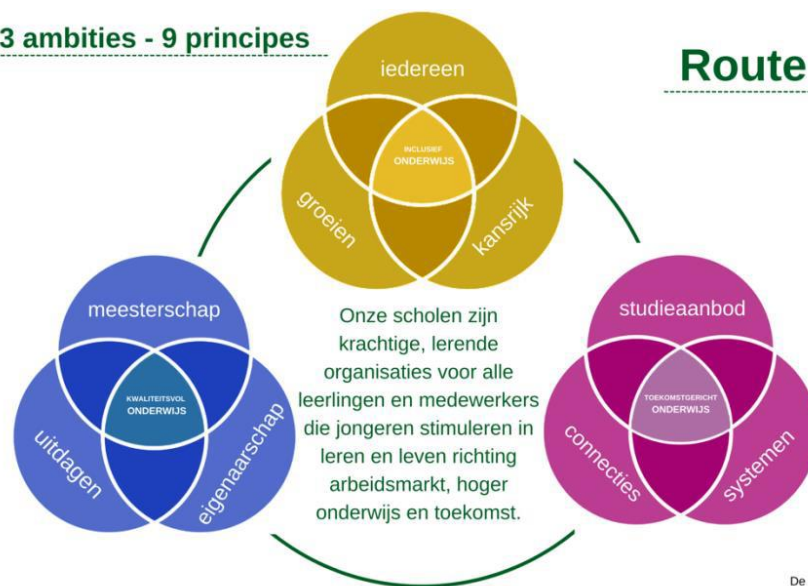 3 ambities - 9 principes
Route
iedereen
INCLUSIEF
ONDERWIJS
groeien
kansrijk
meesterschap
KWALITEITSVOL
ONDERWIJS
uitdagen
eigenaarschap
Onze scholen zijn
krachtige, lerende
organisaties voor alle
leerlingen en medewerkers
die jongeren stimuleren in
leren en leven richting
arbeidsmarkt, hoger
onderwijs en toekomst.
studieaanbod
TOEKOMSTGERICHT
ONDERWIJS
connecties
systemen
De